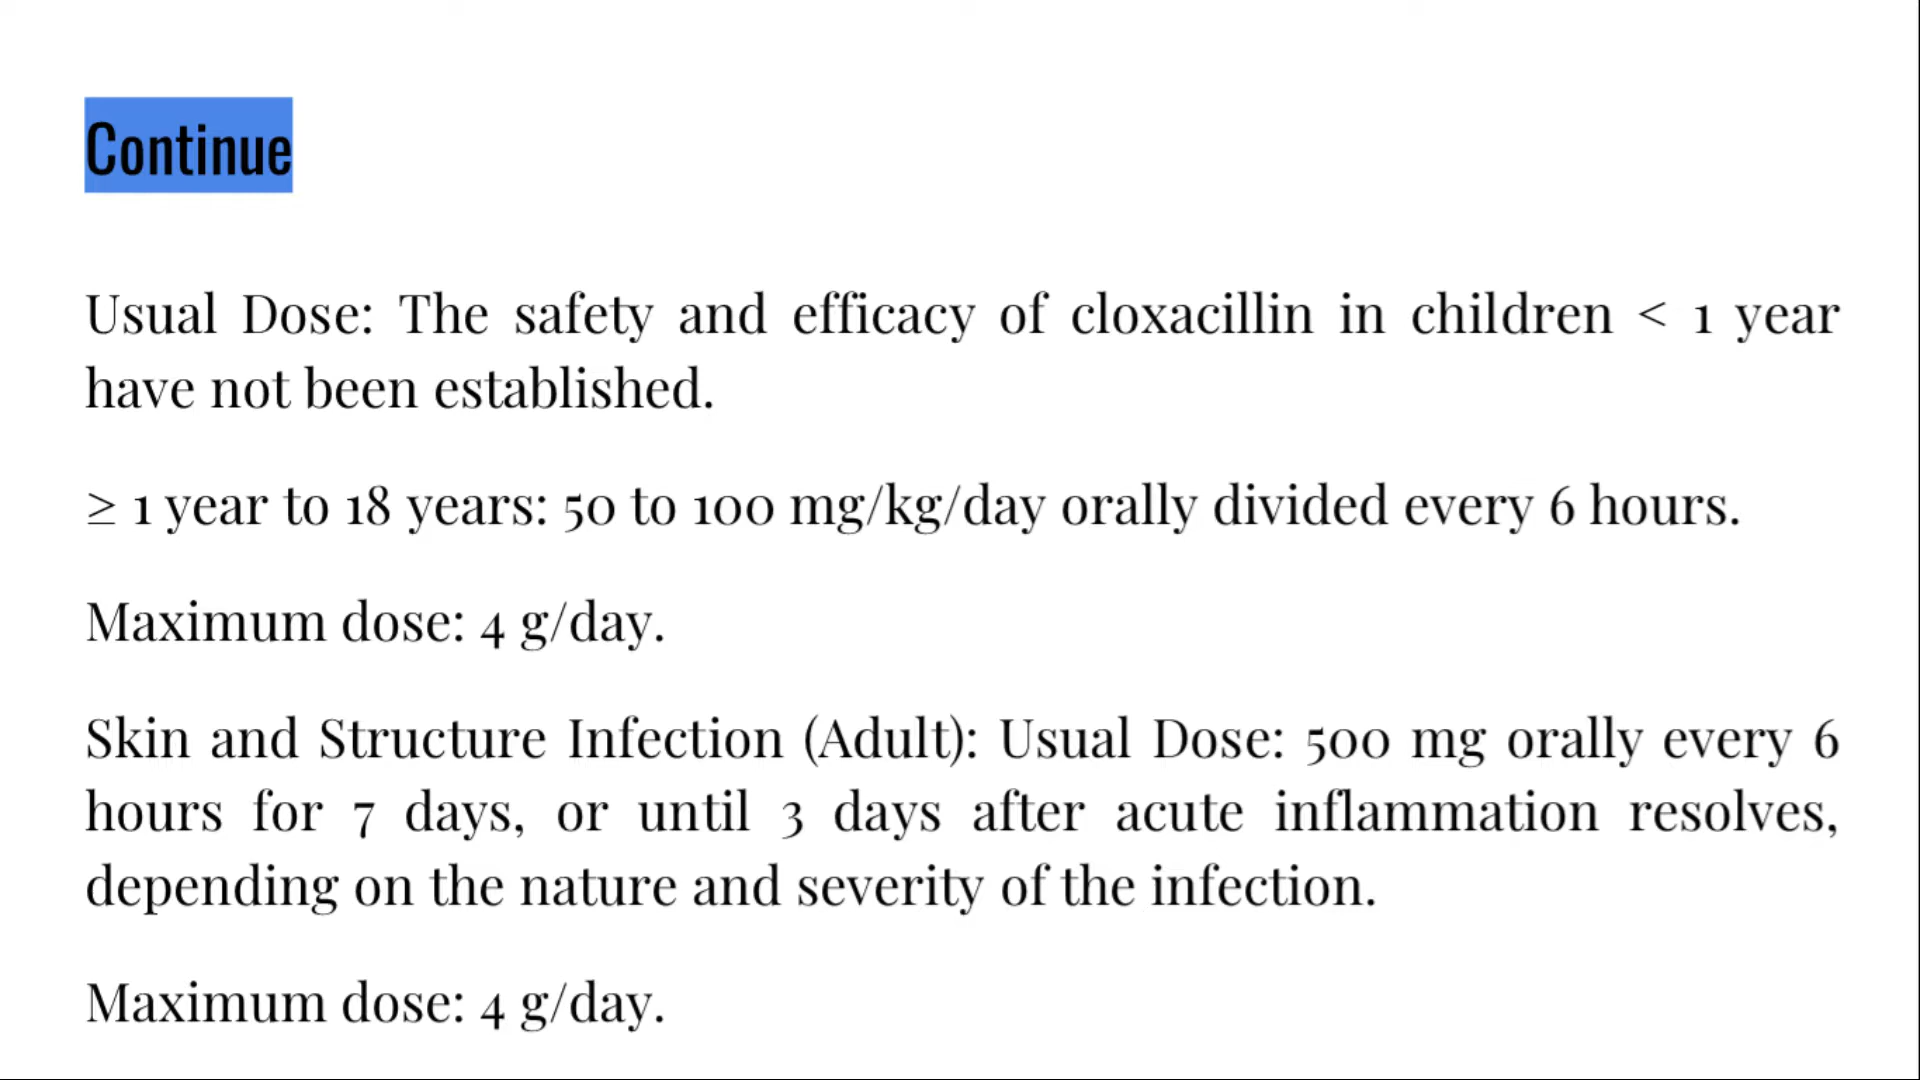 Continue
Usual Dose: The safety and efficacy of cloxacillin in children < 1 year
have not been established.
≥ 1 year to 18 years: 50 to 100 mg/kg/day orally divided every 6 hours.
Maximum dose: 4 g/day.
Skin and Structure Infection (Adult): Usual Dose: 500 mg orally every 6
hours for 7 days, or until 3 days after acute inflammation resolves,
depending on the nature and severity of the infection.
Maximum dose: 4 g/day.